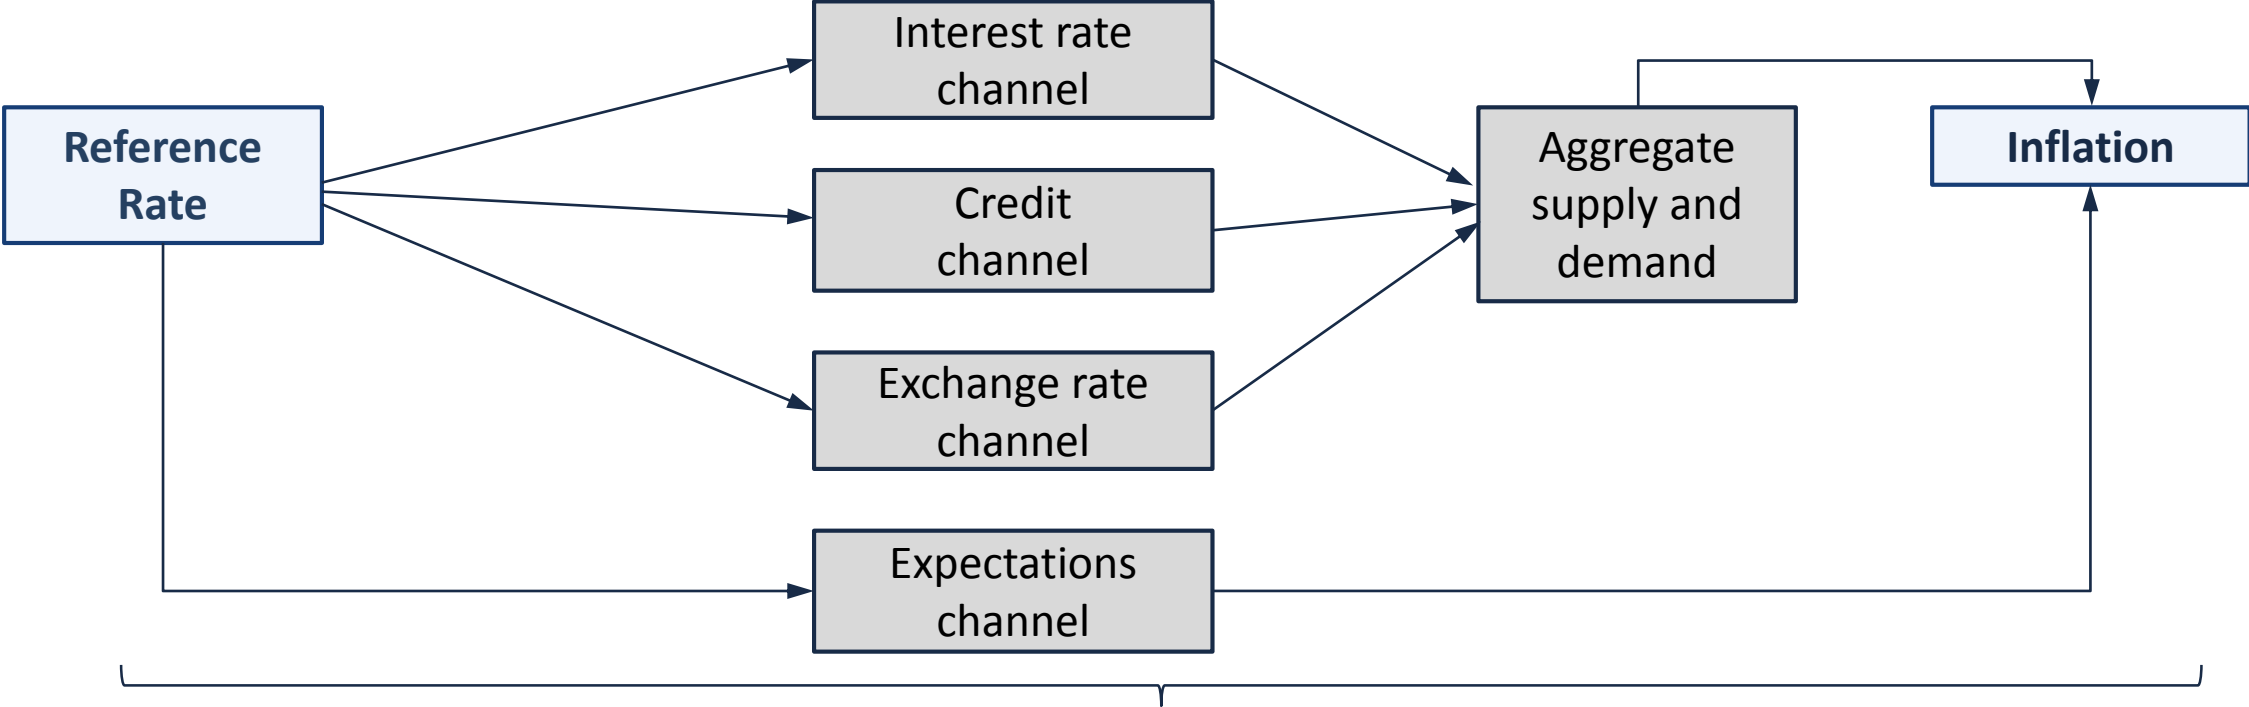 Interest rate
channel
Reference
Rate
Credit
channel
Exchange rate
channel
Expectations
channel
Aggregate
supply and
demand
Inflation